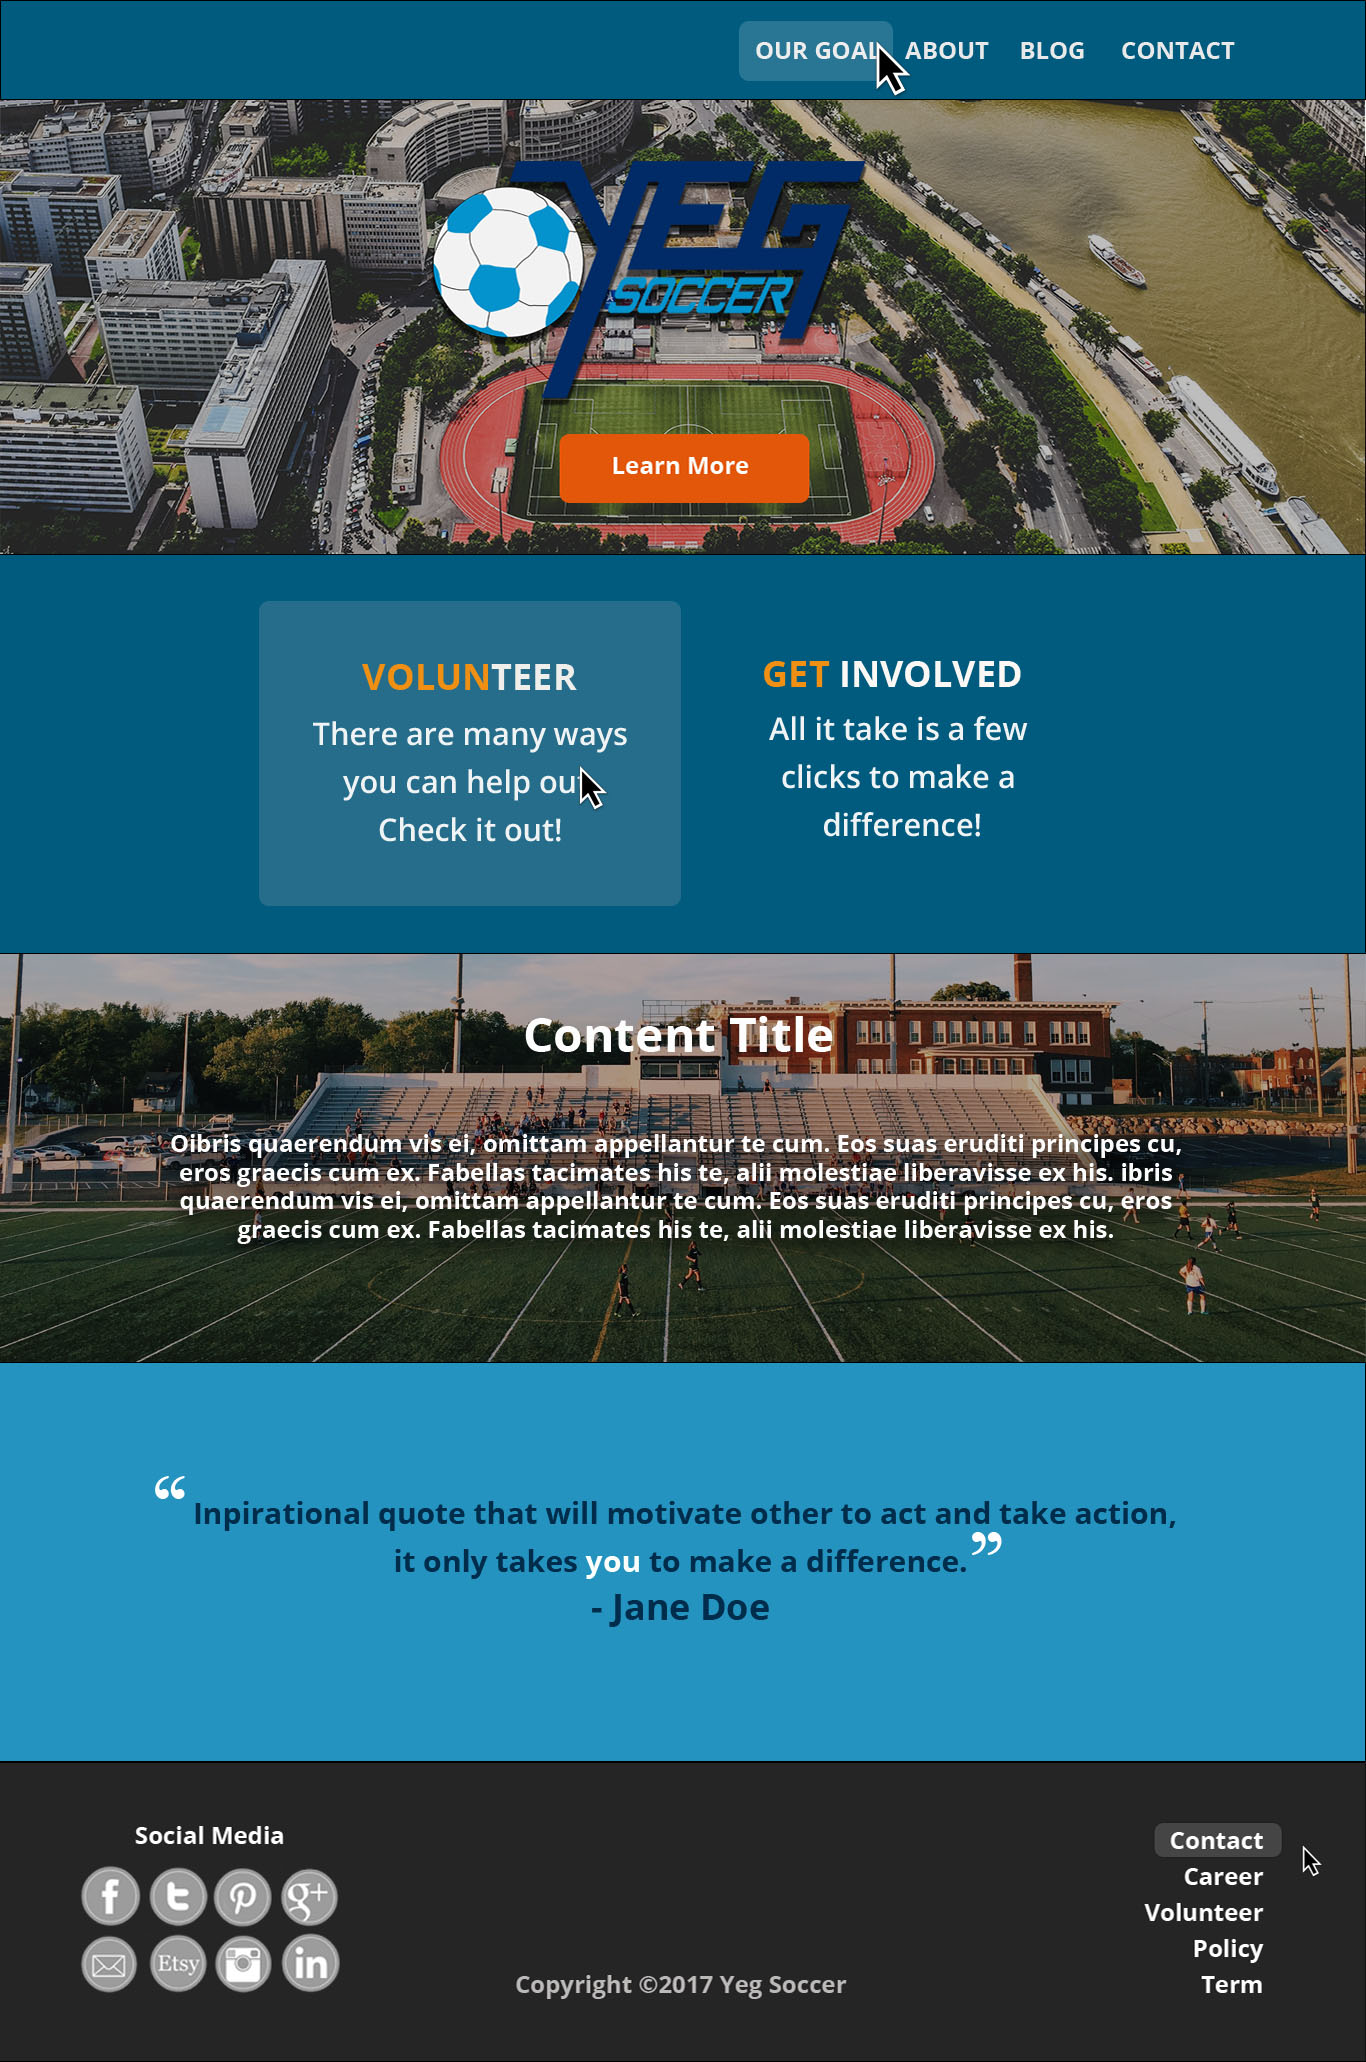 OUR GOAL ABOUT BLOG CONTACT
YEG
SOCCER
Learn More
VOLUNTEER
There are many ways
you can help out
Check it out!
GET INVOLVED
All it take is a few
clicks to make a
difference!
Content Title
Oibris quaerendum vis ei, omittam appellantur te cum. Eos suas eruditi principes cu,
eros graecis cum ex. Fabellas tacimates his te, alii molestiae liberavisse ex his. ibris
quaerendum vis ei, omittam appellantur te cum. Eos suas eruditi principes cu, eros
graecis cum ex. Fabellas tacimates his te, alii molestiae liberavisse ex his.
“ Inpirational quote that will motivate other to act and take action,
it only takes you to make a difference. ”
- Jane Doe
Social Media
f t p g+
Etsy in
Copyright ©2017 Yeg Soccer
Contact
Career
Volunteer
Policy
Term